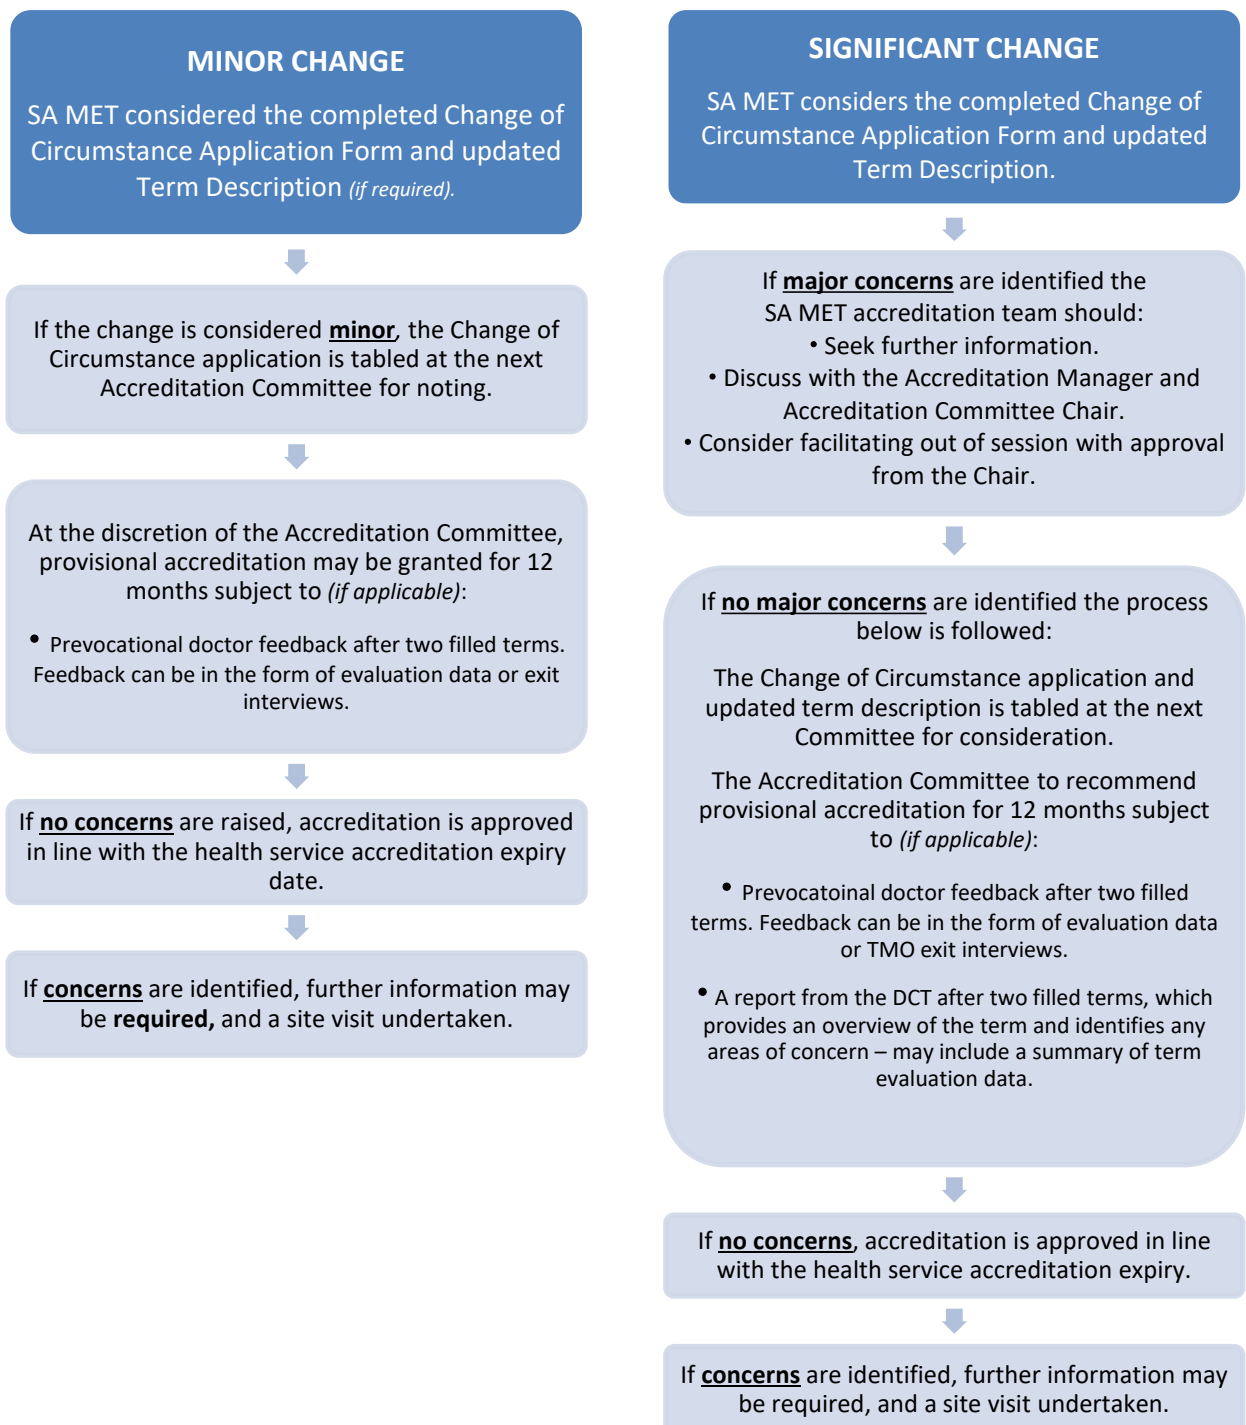 MINOR CHANGE
SA MET considered the completed Change of
Circumstance Application Form and updated
Term Description (if required).
If the change is considered minor, the Change of
Circumstance application is tabled at the next
Accreditation Committee for noting.
At the discretion of the Accreditation Committee,
provisional accreditation may be granted for 12
months subject to (if applicable):
• Prevocational doctor feedback after two filled terms.
Feedback can be in the form of evaluation data or exit
interviews.
If no concerns are raised, accreditation is approved
in line with the health service accreditation expiry
date.
If concerns are identified, further information may
be required, and a site visit undertaken.
SIGNIFICANT CHANGE
SA MET considers the completed Change of
Circumstance Application Form and updated
Term Description.
If major concerns are identified the
SA MET accreditation team should:
• Seek further information.
• Discuss with the Accreditation Manager and
Accreditation Committee Chair.
• Consider facilitating out of session with approval
from the Chair.
If no major concerns are identified the process
below is followed:
The Change of Circumstance application and
updated term description is tabled at the next
Committee for consideration.
The Accreditation Committee to recommend
provisional accreditation for 12 months subject
to (if applicable):
• Prevocatoinal doctor feedback after two filled
terms. Feedback can be in the form of evaluation data
or TMO exit interviews.
• A report from the DCT after two filled terms, which
provides an overview of the term and identifies any
areas of concern – may include a summary of term
evaluation data.
If no concerns, accreditation is approved in line
with the health service accreditation expiry.
If concerns are identified, further information may
be required, and a site visit undertaken.